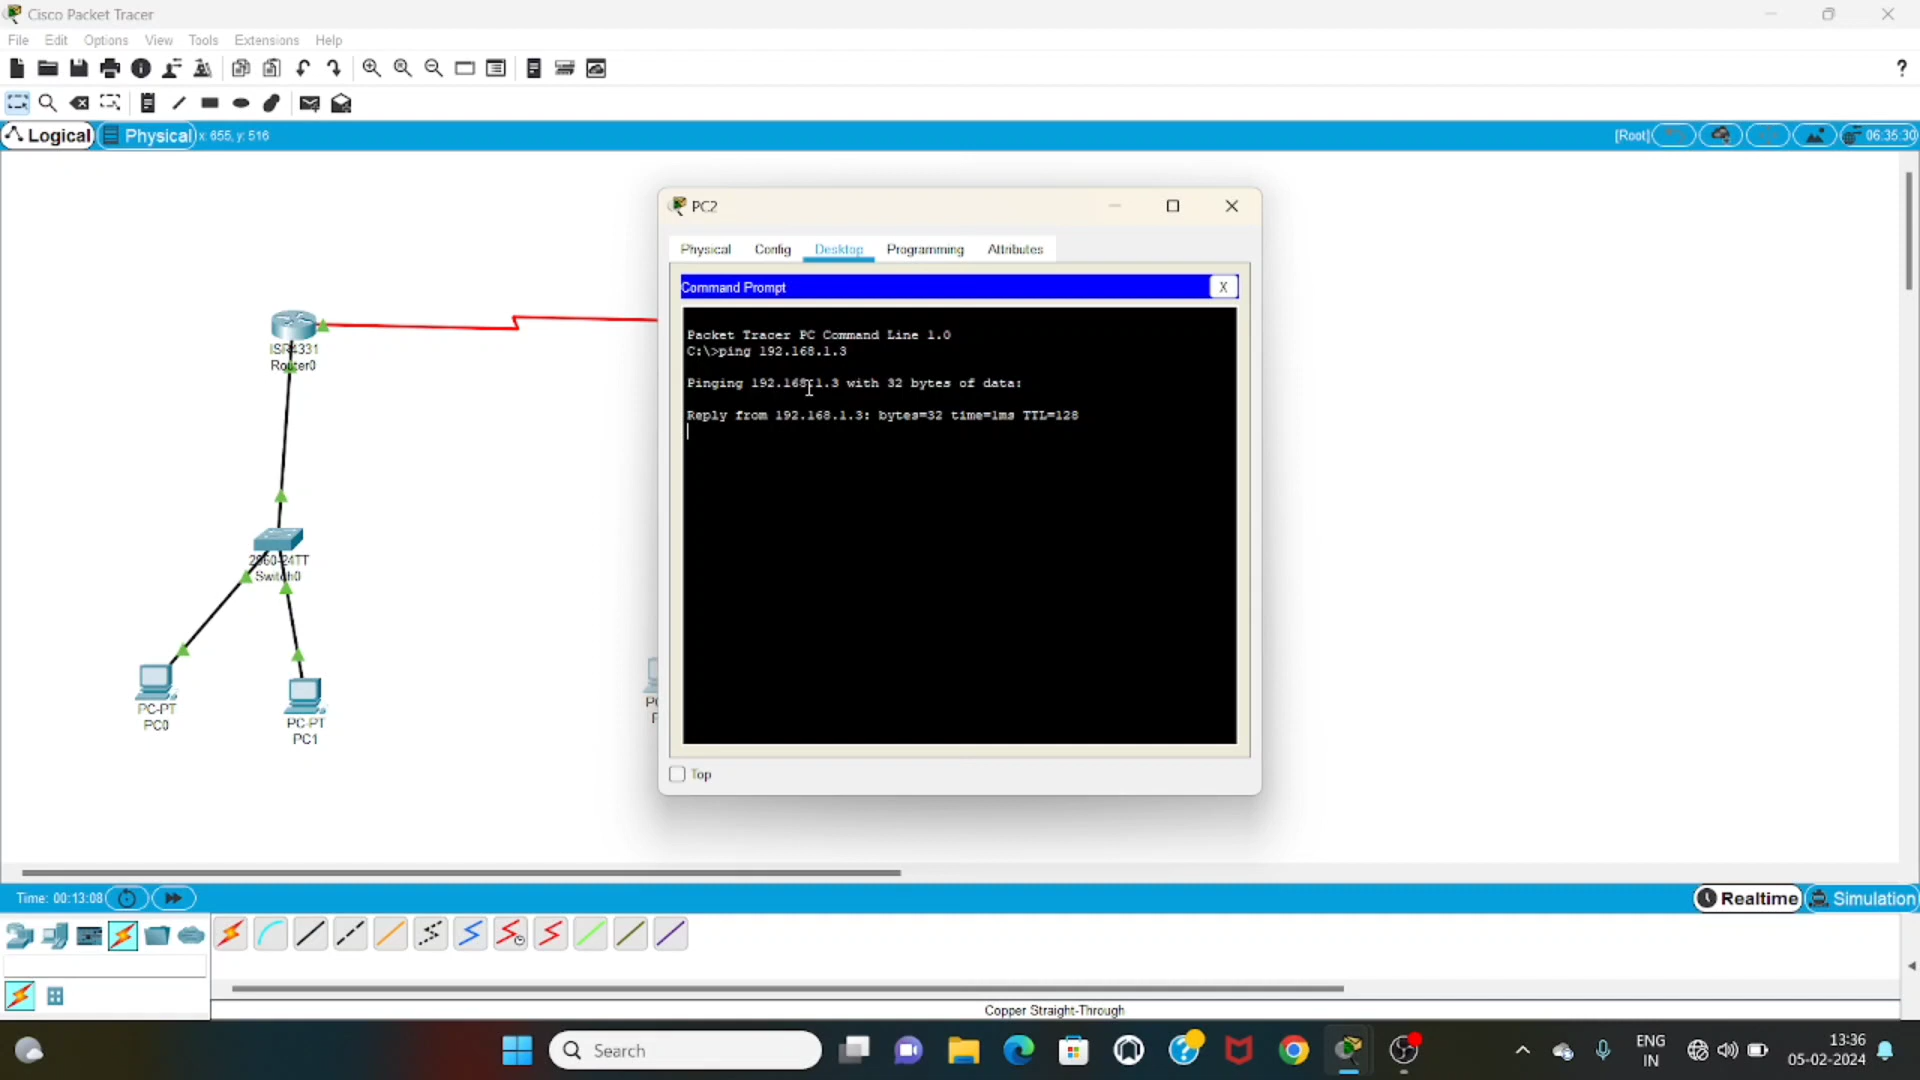 Cisco Packet Tracer
File Edit Options View Tools Extensions Help
?
Logical Physical x: 655, y: 516 [Root] 06:35:30
PC2
Physical Config Desktop Programming Attributes
Command Prompt X
Packet Tracer PC Command Line 1.0
C:\>ping 192.168.1.3
Pinging 192.168.1.3 with 32 bytes of data:
Reply from 192.168.1.3: bytes=32 time=1ms TTL=128
Top
ISR4331
Router0
2960-24TT
Switch0
PC-PT
PC0
PC-PT
PC1
Time: 00:13:08 Realtime Simulation
Copper Straight-Through
Search
ENG
IN
13:36
05-02-2024